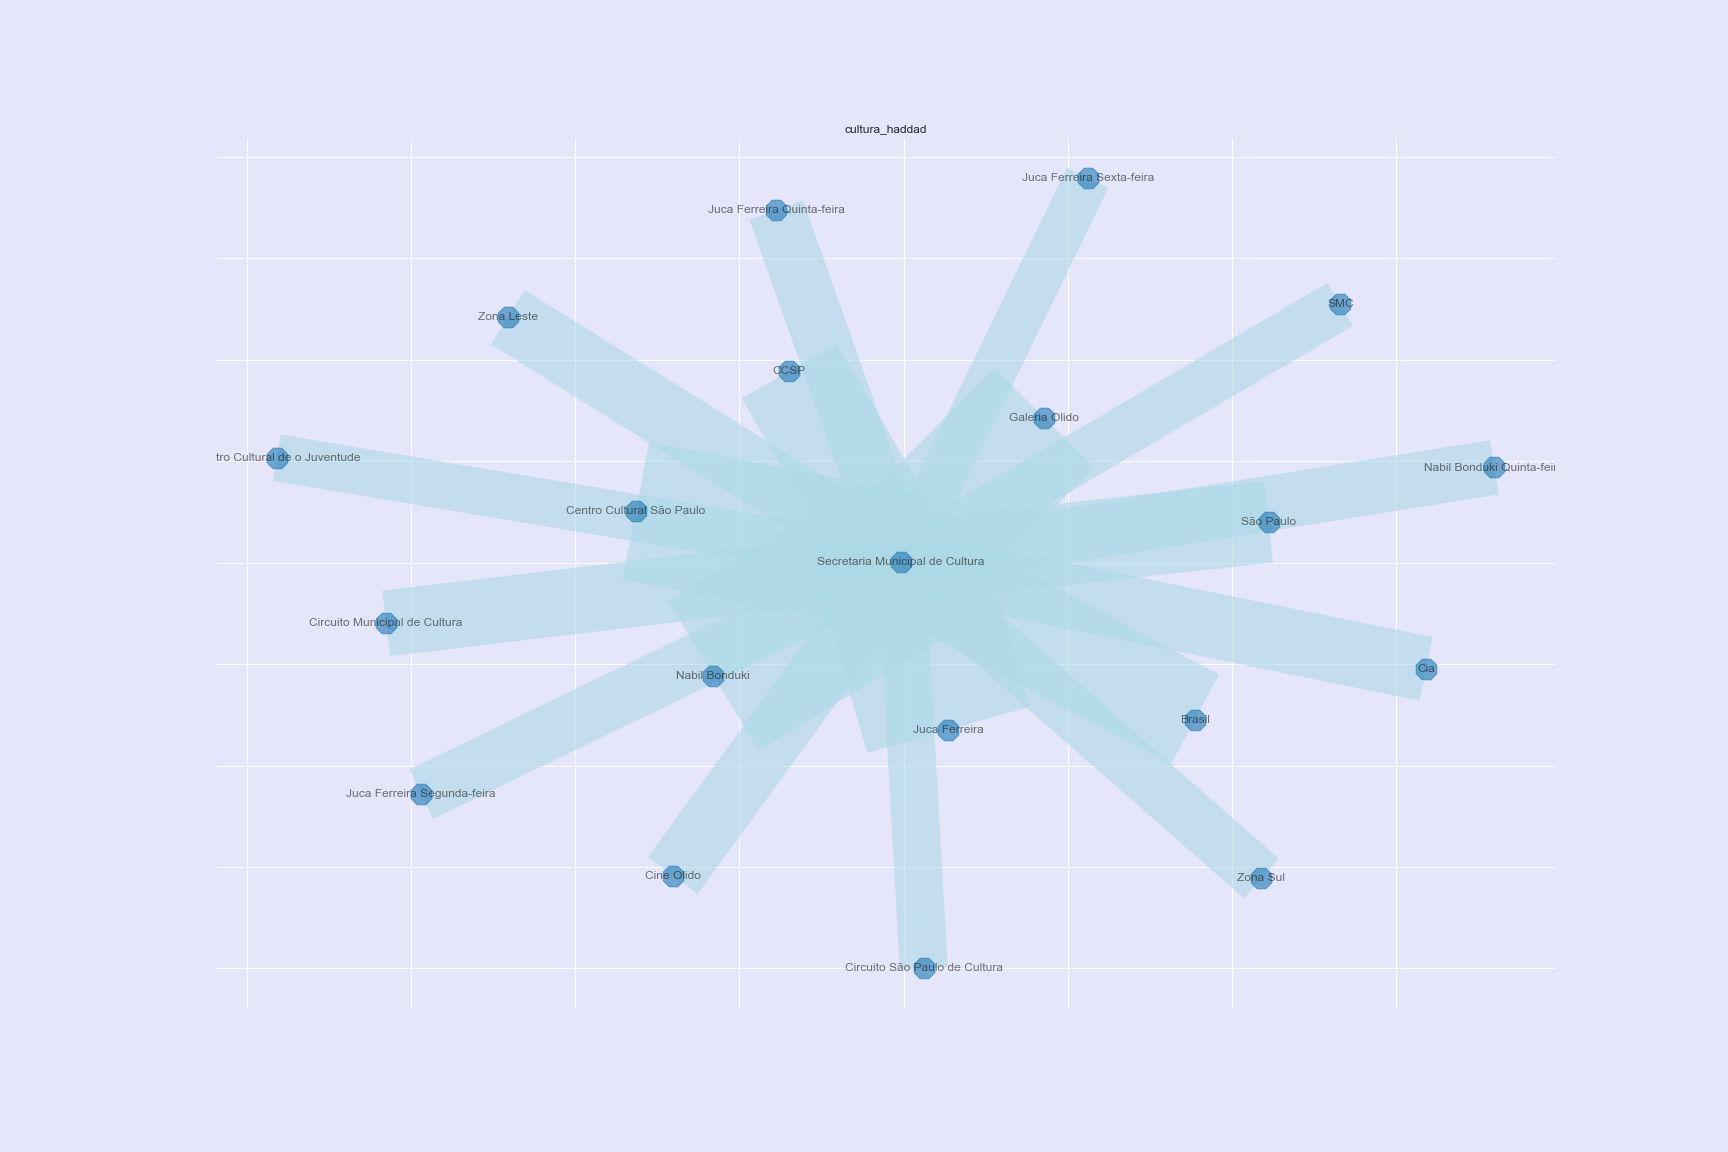 cultura_haddad
Juca Ferreira Sexta-feira
Juca Ferreira Quinta-feira
SMC
Zona Leste
CCSP
Galeria Olido
tro Cultural de o Juventude
Nabil Bonduki Quinta-feir
Centro Cultural São Paulo
São Paulo
Secretaria Municipal de Cultura
Circuito Municipal de Cultura
Cia
Nabil Bonduki
Brasil
Juca Ferreira
Juca Ferreira Segunda-feira
Cine Olido
Zona Sul
Circuito São Paulo de Cultura